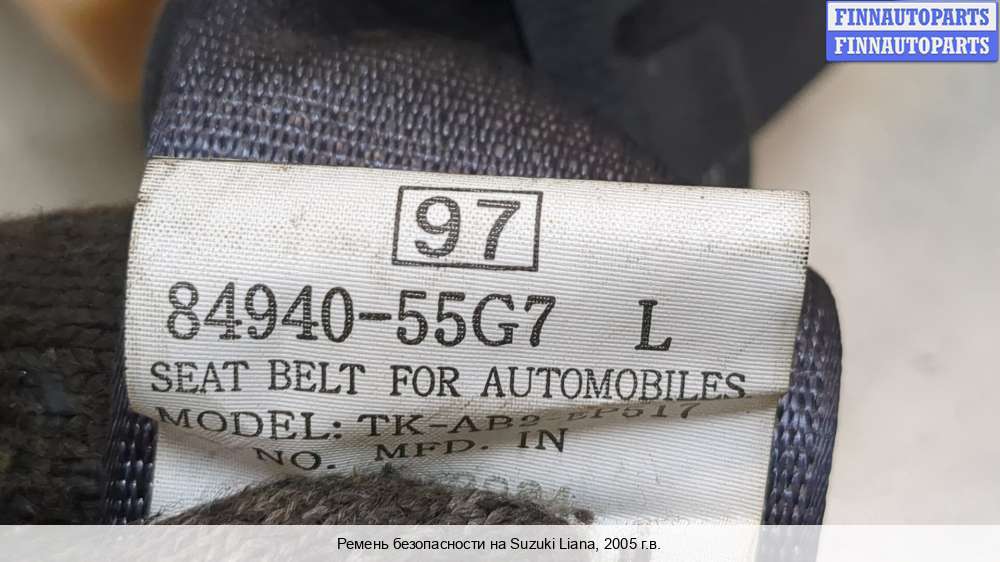 FINNAUTOPARTS
FINNAUTOPARTS
97
84940-55G7 L
SEAT BELT FOR AUTOMOBILES
MODEL: TK-AB2-EP517
NO. MFD. IN
Ремень безопасности на Suzuki Liana, 2005 г.в.